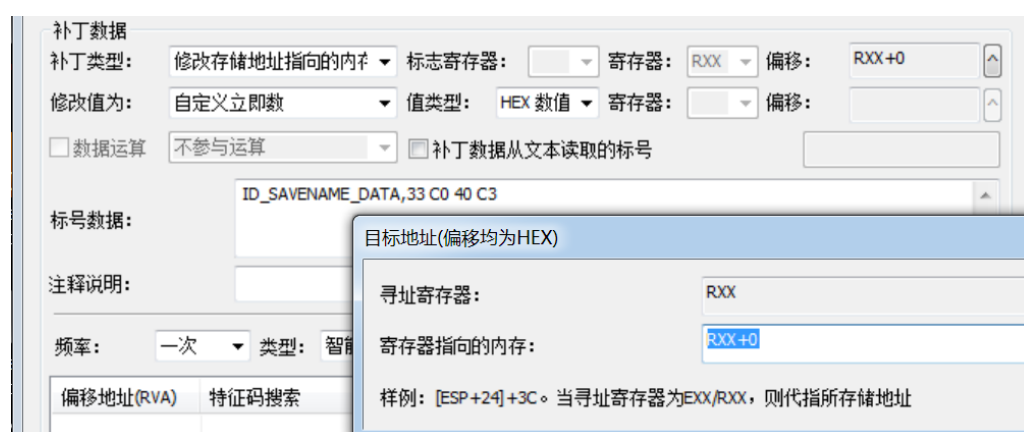 补丁数据
补丁类型： 修改存储地址指向的内存 标志寄存器： 寄存器： RXX 偏移： RXX+0
修改值为： 自定义立即数 值类型： HEX 数值 寄存器： 偏移：
数据运算 不参与运算 补丁数据从文本读取的标号
标号数据： ID_SAVENAME_DATA,33 C0 40 C3
目标地址(偏移均为HEX)
注释说明：
寻址寄存器： RXX
频率： 一次 类型： 智能
寄存器指向的内存： RXX+0
偏移地址(RVA) 特征码搜索
样例：[ESP+24]+3C。当寻址寄存器为EXX/RXX，则代指所存储地址